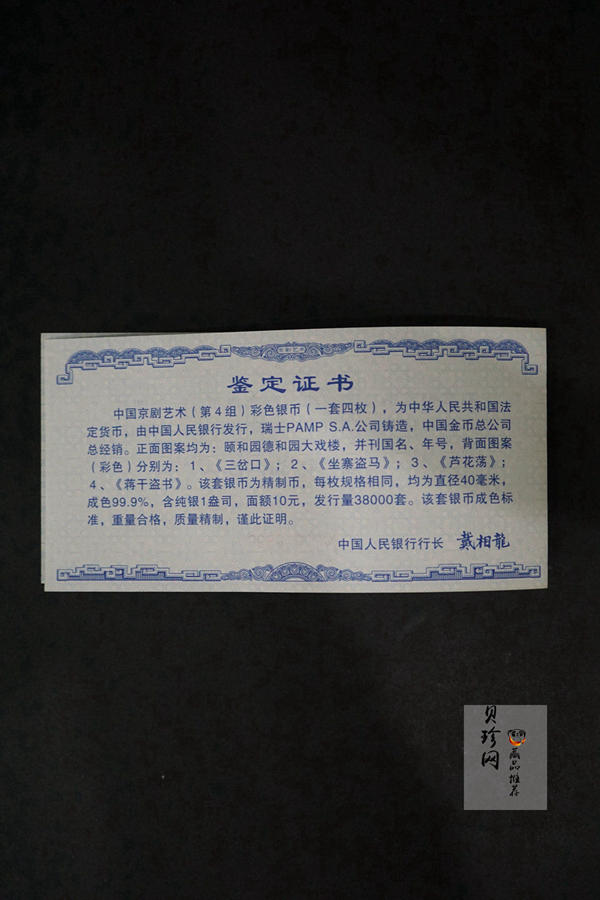 鉴定证书
中国京剧艺术（第4组）彩色银币（一套四枚），为中华人民共和国法
定货币，由中国人民银行发行，瑞士PAMP S.A.公司铸造，中国金币总公司
总经销。正面图案均为：颐和园德和园大戏楼，并刊国名、年号，背面图案
（彩色）分别为：1、《三岔口》；2、《坐寨盗马》；3、《芦花荡》；
4、《蒋干盗书》。该套银币为精制币，每枚规格相同，均为直径40毫米，
成色99.9%，含纯银1盎司，面额10元，发行量38000套。该套银币成色标
准，重量合格，质量精制，谨此证明。
中国人民银行行长 戴相龍
贝珍网
藏品推荐